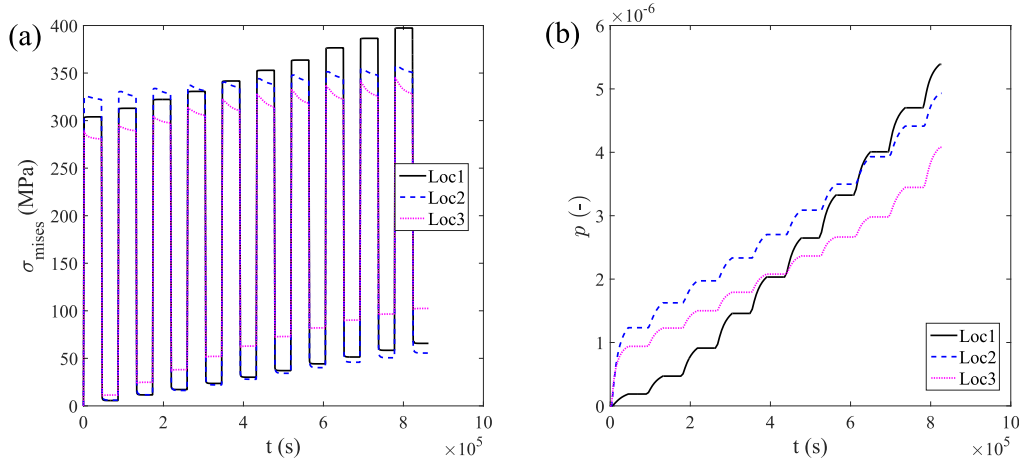 (a)
400
350
300
250
200
150
100
50
0
σmises (MPa)
Loc1
Loc2
Loc3
0 2 4 6 8 10
t (s)
×10^5
(b)
×10^-6
6
5
4
3
2
1
0
p (-)
Loc1
Loc2
Loc3
0 2 4 6 8 10
t (s)
×10^5